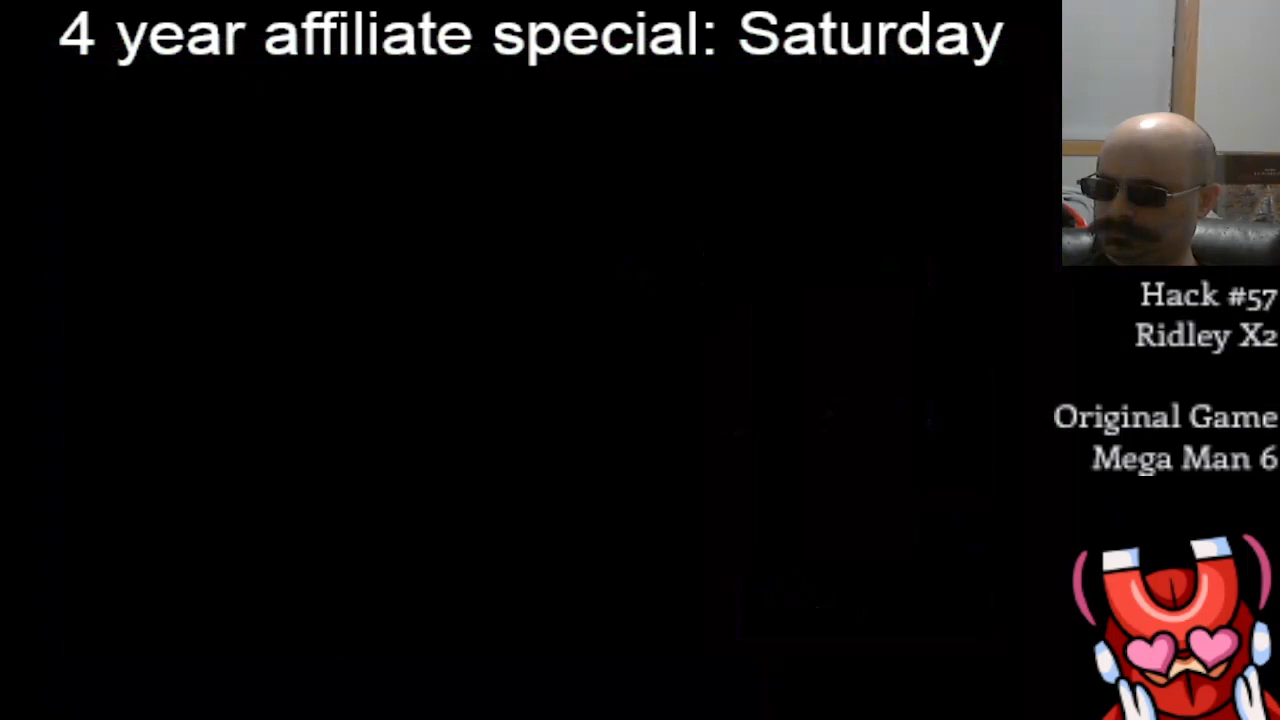 4 year affiliate special: Saturday
Hack #57
Ridley X2
Original Game
Mega Man 6